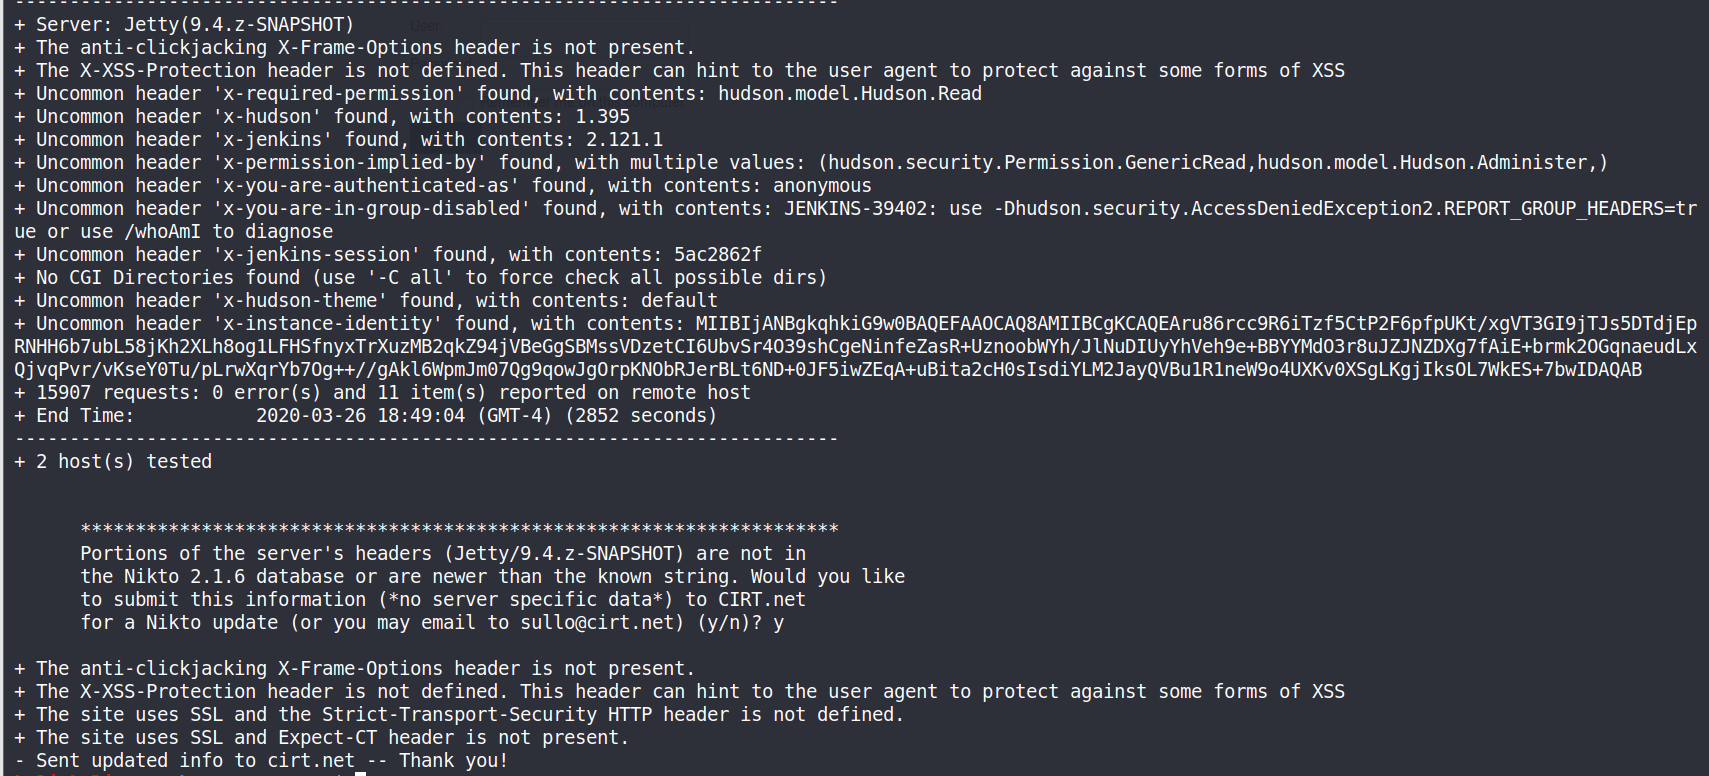 ---------------------------------------------------------------------------
+ Server: Jetty(9.4.z-SNAPSHOT)
+ The anti-clickjacking X-Frame-Options header is not present.
+ The X-XSS-Protection header is not defined. This header can hint to the user agent to protect against some forms of XSS
+ Uncommon header 'x-required-permission' found, with contents: hudson.model.Hudson.Read
+ Uncommon header 'x-hudson' found, with contents: 1.395
+ Uncommon header 'x-jenkins' found, with contents: 2.121.1
+ Uncommon header 'x-permission-implied-by' found, with multiple values: (hudson.security.Permission.GenericRead,hudson.model.Hudson.Administer,)
+ Uncommon header 'x-you-are-authenticated-as' found, with contents: anonymous
+ Uncommon header 'x-you-are-in-group-disabled' found, with contents: JENKINS-39402: use -Dhudson.security.AccessDeniedException2.REPORT_GROUP_HEADERS=tr
ue or use /whoAmI to diagnose
+ Uncommon header 'x-jenkins-session' found, with contents: 5ac2862f
+ No CGI Directories found (use '-C all' to force check all possible dirs)
+ Uncommon header 'x-hudson-theme' found, with contents: default
+ Uncommon header 'x-instance-identity' found, with contents: MIIBIjANBgkqhkiG9w0BAQEFAAOCAQ8AMIIBCgKCAQEAru86rcc9R6iTzf5CtP2F6pfpUKt/xgVT3GI9jTJs5DTdjEp
RNHH6b7ubL58jKh2XLh8og1LFHSfnyxTrXuzMB2qkZ94jVBeGgSBMssVDzetCI6UbvSr4O39shCgeNinfeZasR+UznoobWYh/JlNuDIUyYhVeh9e+BBYYMdO3r8uJZJNZDXg7fAiE+brmk2OGqnaeudLx
QjvqPvr/vKseY0Tu/pLrwXqrYb7Og++//gAkl6WpmJm07Qg9qowJgOrpKNObRJerBLt6ND+0JF5iwZEqA+uBita2cH0sIsdiYLM2JayQVBu1R1neW9o4UXKv0XSgLKgjIksOL7WkES+7bwIDAQAB
+ 15907 requests: 0 error(s) and 11 item(s) reported on remote host
+ End Time:           2020-03-26 18:49:04 (GMT-4) (2852 seconds)
---------------------------------------------------------------------------
+ 2 host(s) tested
*********************************************************************
Portions of the server's headers (Jetty/9.4.z-SNAPSHOT) are not in
the Nikto 2.1.6 database or are newer than the known string. Would you like
to submit this information (*no server specific data*) to CIRT.net
for a Nikto update (or you may email to sullo@cirt.net) (y/n)? y
+ The anti-clickjacking X-Frame-Options header is not present.
+ The X-XSS-Protection header is not defined. This header can hint to the user agent to protect against some forms of XSS
+ The site uses SSL and the Strict-Transport-Security HTTP header is not defined.
+ The site uses SSL and Expect-CT header is not present.
- Sent updated info to cirt.net -- Thank you!